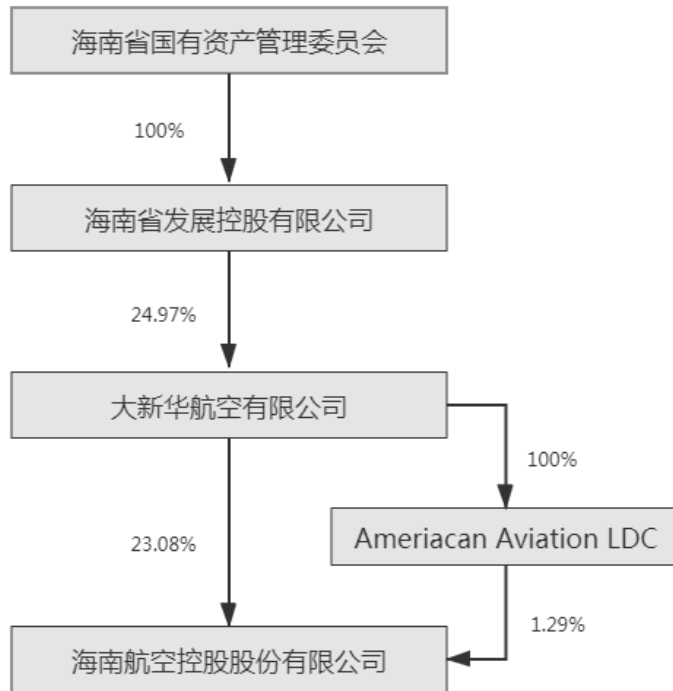 海南省国有资产管理委员会
100%
海南省发展控股有限公司
24.97%
大新华航空有限公司
100%
Ameriacan Aviation LDC
23.08%
1.29%
海南航空控股股份有限公司